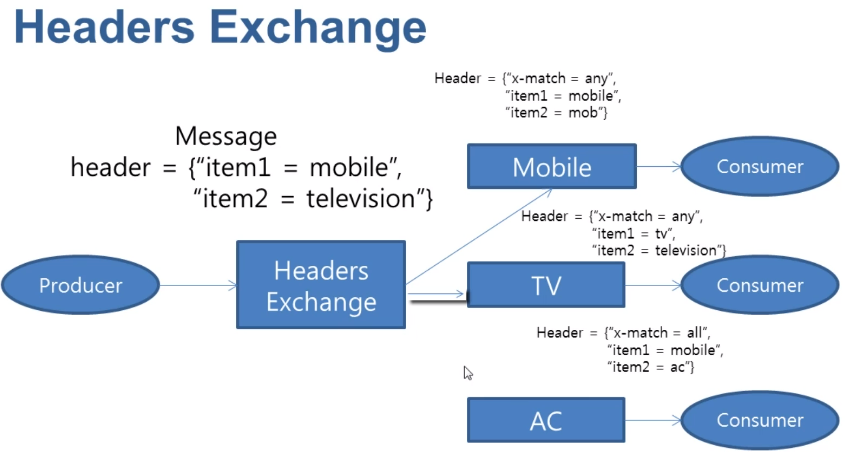 Headers Exchange
Header = {"x-match = any",
"item1 = mobile",
"item2 = mob"}
Message
header = {"item1 = mobile",
"item2 = television"}
Mobile
Consumer
Header = {"x-match = any",
"item1 = tv",
"item2 = television"}
Producer
Headers
Exchange
TV
Consumer
Header = {"x-match = all",
"item1 = mobile",
"item2 = ac"}
AC
Consumer